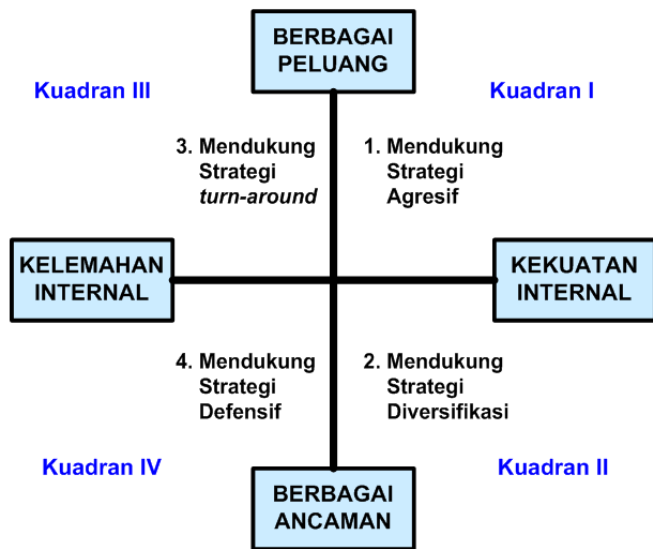 BERBAGAI
PELUANG
Kuadran III
Kuadran I
3. Mendukung
Strategi
turn-around
1. Mendukung
Strategi
Agresif
KELEMAHAN
INTERNAL
KEKUATAN
INTERNAL
4. Mendukung
Strategi
Defensif
2. Mendukung
Strategi
Diversifikasi
Kuadran IV
Kuadran II
BERBAGAI
ANCAMAN